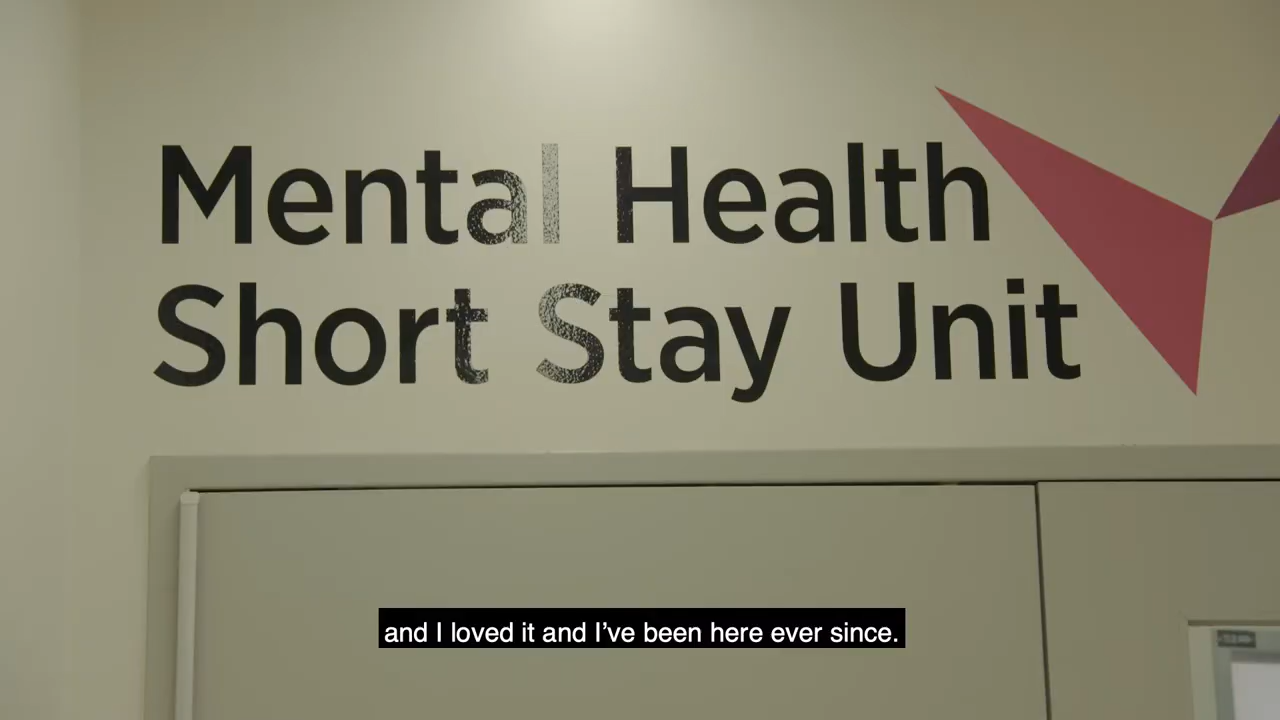 Mental Health
Short Stay Unit
and I loved it and I've been here ever since.